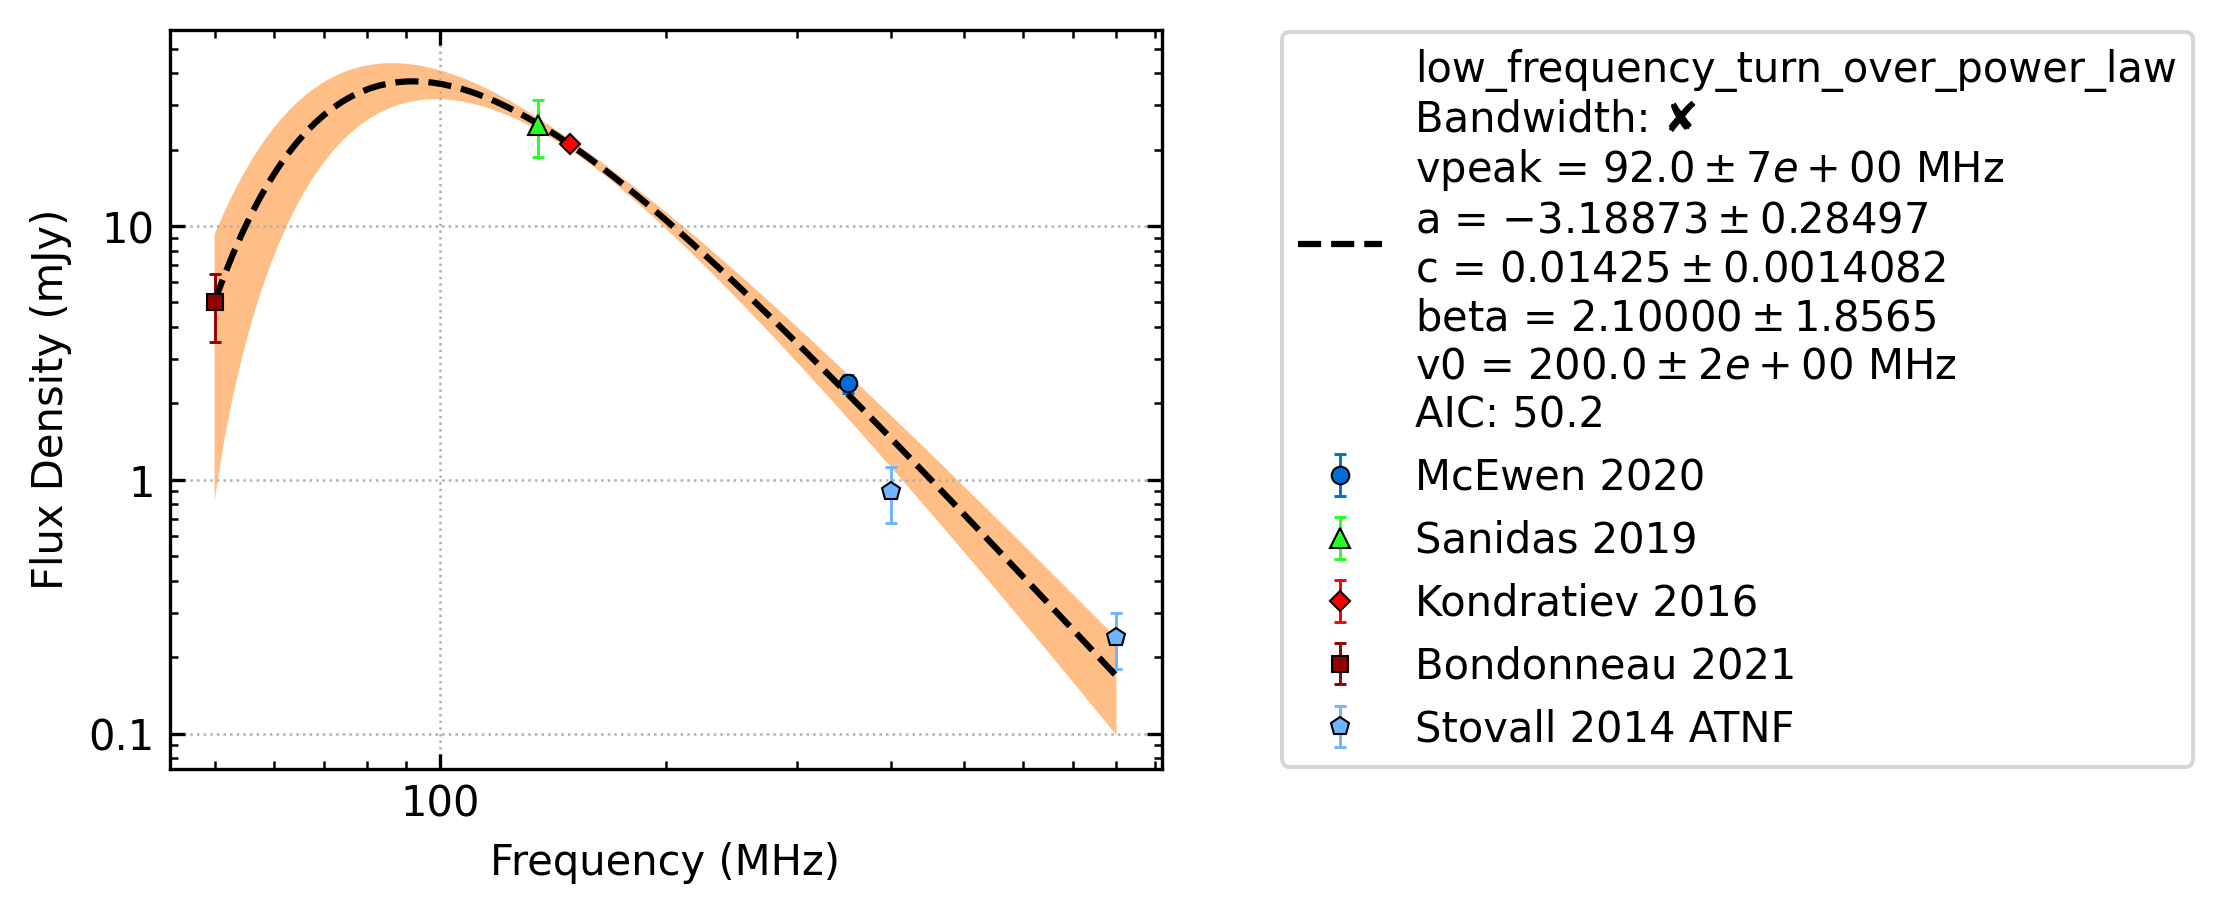 10
1
0.1
100
Flux Density (mJy)
Frequency (MHz)
low_frequency_turn_over_power_law
Bandwidth: ✘
vpeak = 92.0 ± 7e + 00 MHz
a = −3.18873 ± 0.28497
c = 0.01425 ± 0.0014082
beta = 2.10000 ± 1.8565
v0 = 200.0 ± 2e + 00 MHz
AIC: 50.2
McEwen 2020
Sanidas 2019
Kondratiev 2016
Bondonneau 2021
Stovall 2014 ATNF